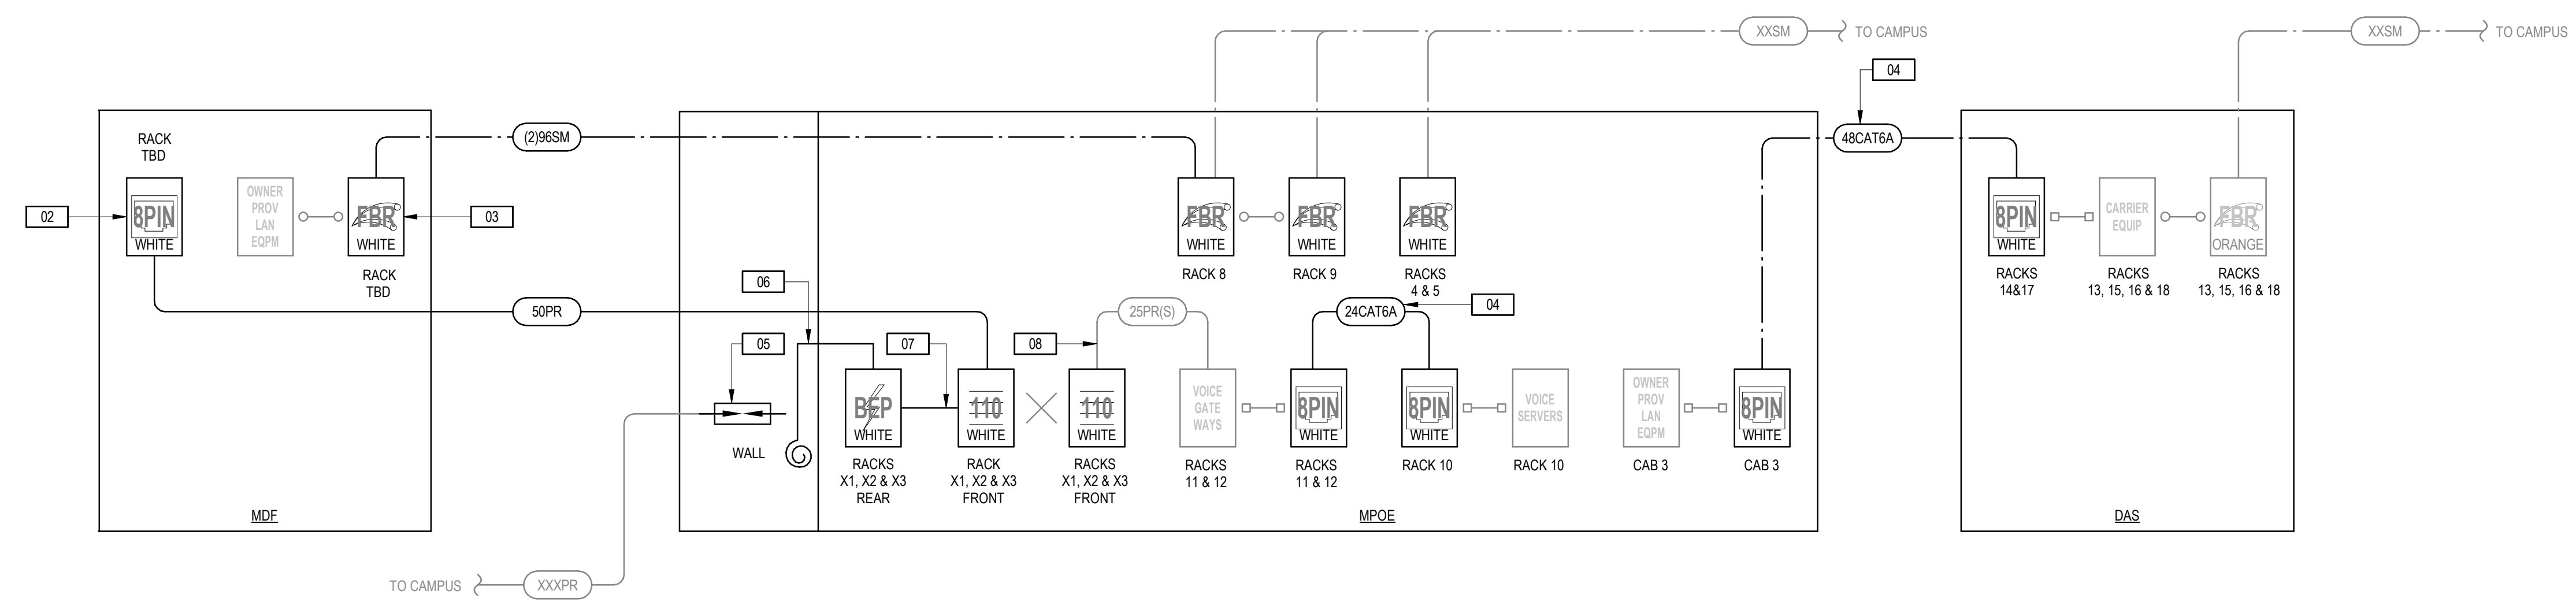 XXSM
TO CAMPUS
XXSM
TO CAMPUS
04
RACK
TBD
(2)96SM
48CAT6A
02
8PIN
WHITE
OWNER
PROV
LAN
EQPM
FBR
WHITE
03
RACK
TBD
FBR
WHITE
RACK 8
FBR
WHITE
RACK 9
FBR
WHITE
RACKS
4 & 5
8PIN
WHITE
RACKS
14&17
CARRIER
EQUIP
RACKS
13, 15, 16 & 18
FBR
ORANGE
RACKS
13, 15, 16 & 18
06
50PR
25PR(S)
24CAT6A
04
05
07
08
WALL
BEP
WHITE
RACKS
X1, X2 & X3
REAR
110
WHITE
RACK
X1, X2 & X3
FRONT
110
WHITE
RACKS
X1, X2 & X3
FRONT
VOICE
GATE
WAYS
RACKS
11 & 12
8PIN
WHITE
RACKS
11 & 12
8PIN
WHITE
RACK 10
VOICE
SERVERS
RACK 10
OWNER
PROV
LAN
EQPM
CAB 3
8PIN
WHITE
CAB 3
MDF
MPOE
DAS
TO CAMPUS
XXXPR